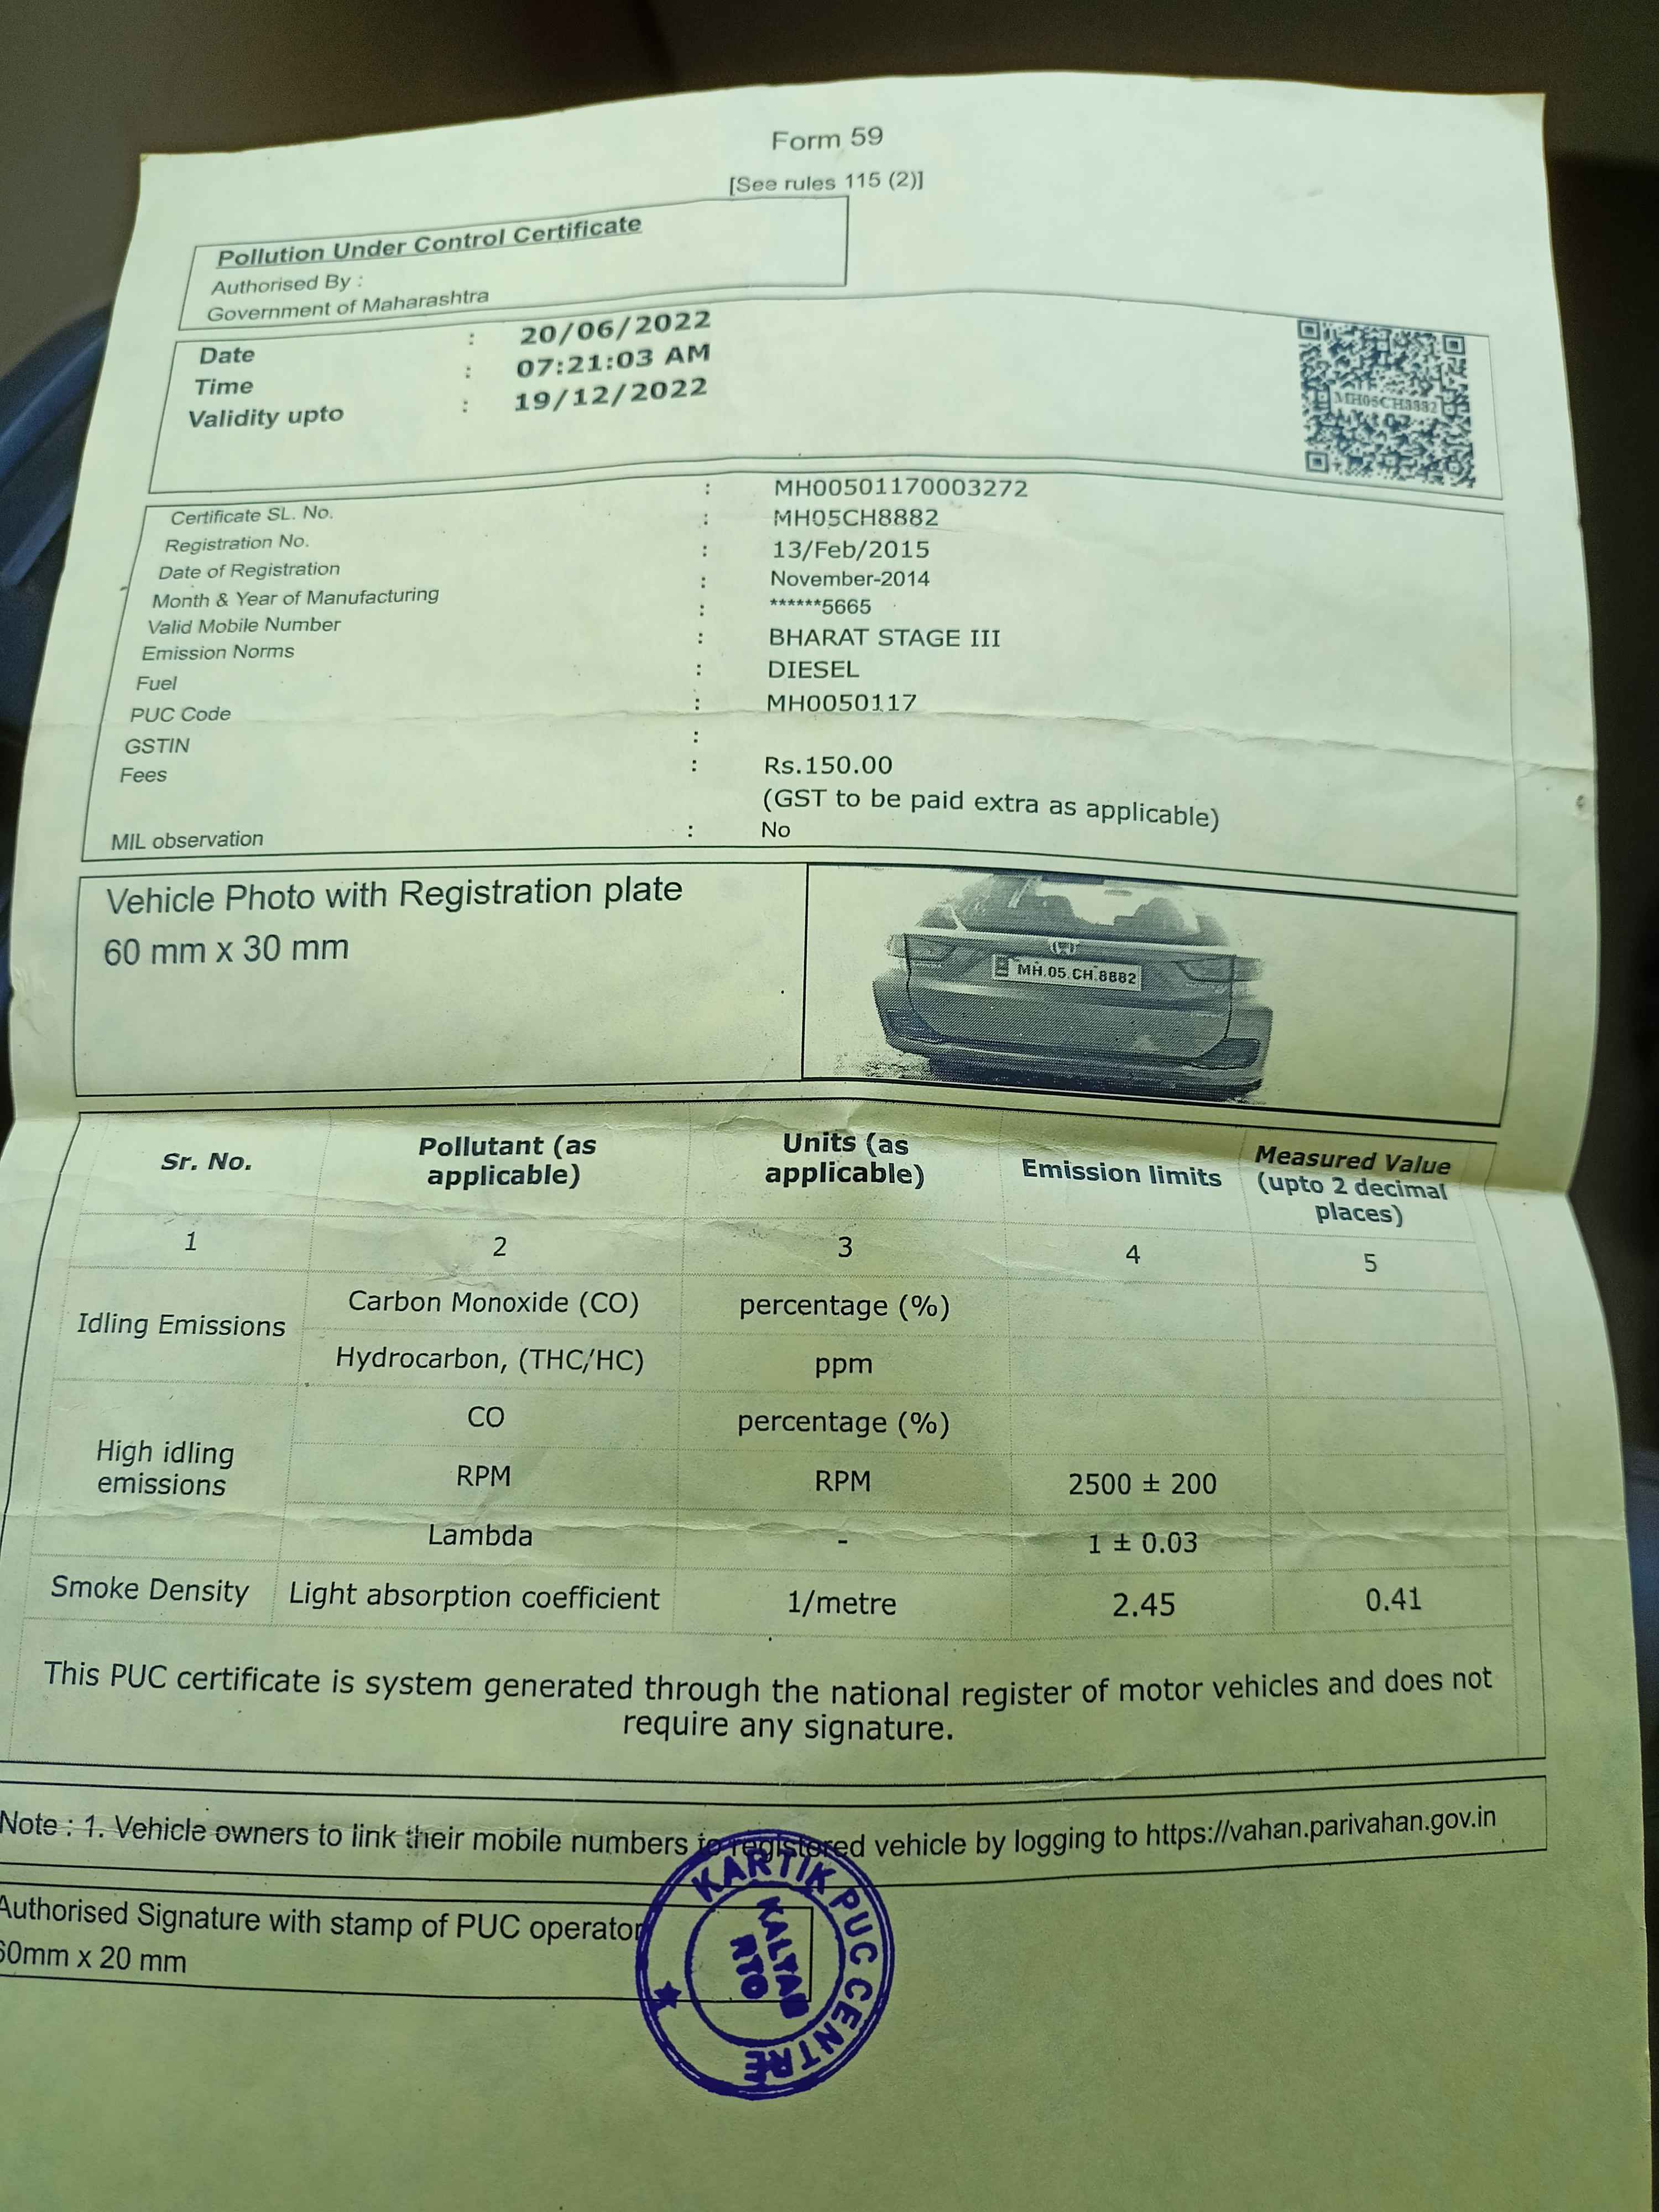 Form 59
[See rules 115 (2)]
Pollution Under Control Certificate
Authorised By :
Government of Maharashtra
Date : 20/06/2022
Time : 07:21:03 AM
Validity upto : 19/12/2022
MH05CH8882
Certificate SL. No. : MH00501170003272
Registration No. : MH05CH8882
Date of Registration : 13/Feb/2015
Month & Year of Manufacturing : November-2014
Valid Mobile Number : ******5665
Emission Norms : BHARAT STAGE III
Fuel : DIESEL
PUC Code : MH0050117
GSTIN :
Fees : Rs.150.00
(GST to be paid extra as applicable)
MIL observation : No
Vehicle Photo with Registration plate
60 mm x 30 mm
MH.05.CH.8882
Sr. No. Pollutant (as applicable) Units (as applicable) Emission limits Measured Value (upto 2 decimal places)
1 2 3 4 5
Idling Emissions Carbon Monoxide (CO) percentage (%)
Hydrocarbon, (THC/HC) ppm
High idling emissions CO percentage (%)
RPM RPM 2500 ± 200
Lambda - 1 ± 0.03
Smoke Density Light absorption coefficient 1/metre 2.45 0.41
This PUC certificate is system generated through the national register of motor vehicles and does not
require any signature.
Note : 1. Vehicle owners to link their mobile numbers to registered vehicle by logging to https://vahan.parivahan.gov.in
Authorised Signature with stamp of PUC operator
60mm x 20 mm
KARTIK PUC CENTRE
KALYAN
RTO